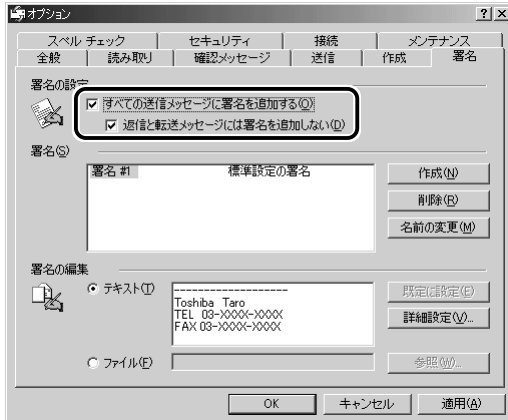 オプション
スペル チェック セキュリティ 接続 メンテナンス
全般 読み取り 確認メッセージ 送信 作成 署名
署名の設定
すべての送信メッセージに署名を追加する(O)
返信と転送メッセージには署名を追加しない(D)
署名(S)
署名 #1 標準設定の署名
作成(N)
削除(R)
名前の変更(M)
署名の編集
テキスト(T)
--------------------
Toshiba Taro
TEL 03-XXXX-XXXX
FAX 03-XXXX-XXXX
既定に設定(E)
詳細設定(V)...
ファイル(F)
参照(W)...
OK キャンセル 適用(A)